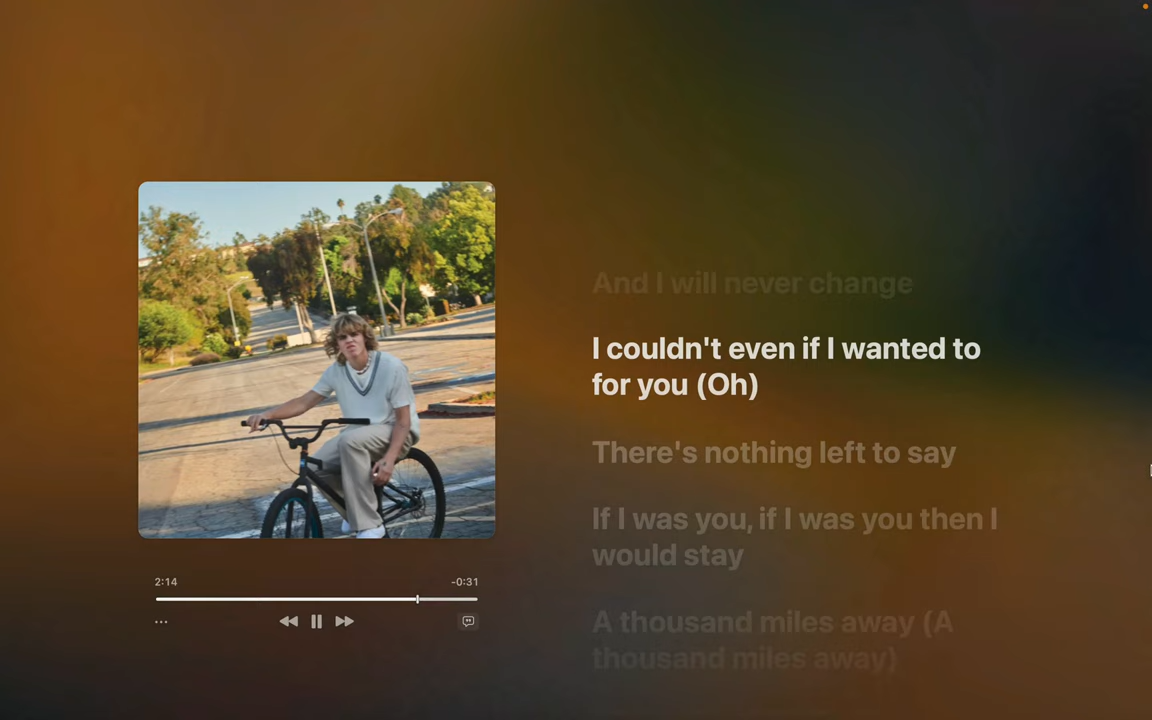 And I will never change
I couldn't even if I wanted to
for you (Oh)
There's nothing left to say
If I was you, if I was you then I
would stay
A thousand miles away (A
thousand miles away)
2:14
-0:31